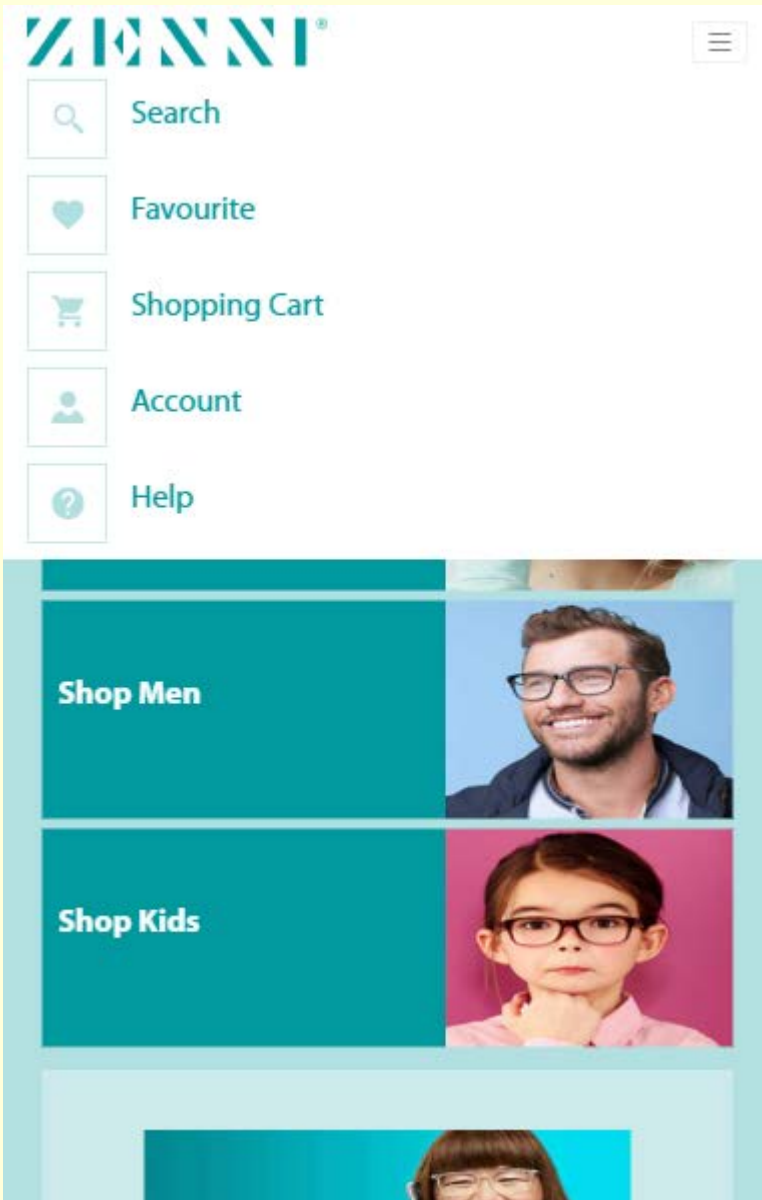 ZENNI®
Search
Favourite
Shopping Cart
Account
Help
Shop Men
Shop Kids